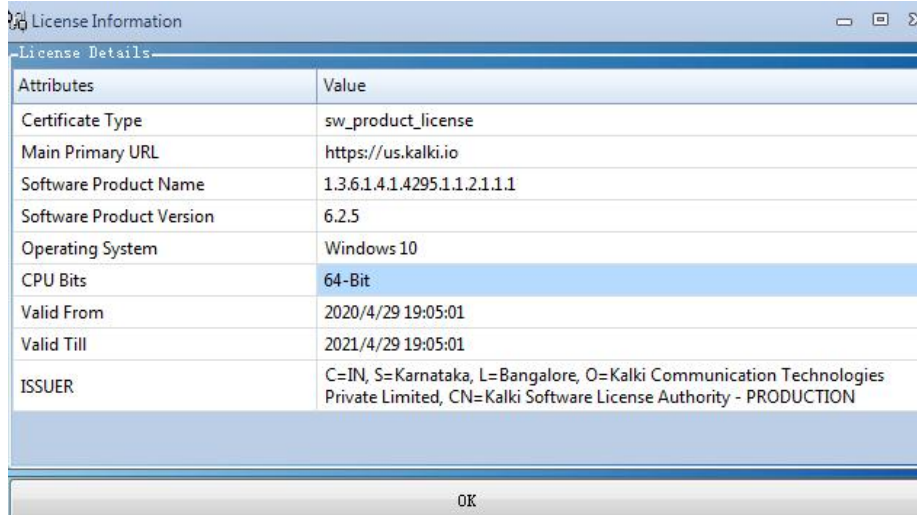 License Information
License Details
Attributes Value
Certificate Type sw_product_license
Main Primary URL https://us.kalki.io
Software Product Name 1.3.6.1.4.1.4295.1.1.2.1.1.1
Software Product Version 6.2.5
Operating System Windows 10
CPU Bits 64-Bit
Valid From 2020/4/29 19:05:01
Valid Till 2021/4/29 19:05:01
ISSUER C=IN, S=Karnataka, L=Bangalore, O=Kalki Communication Technologies
Private Limited, CN=Kalki Software License Authority - PRODUCTION
OK